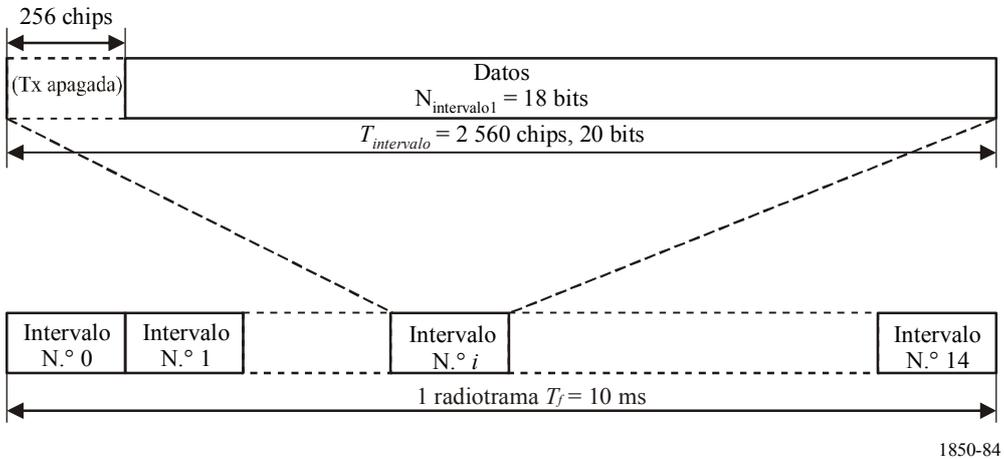 256 chips
(Tx apagada)
Datos
N_intervalo1 = 18 bits
T_intervalo = 2 560 chips, 20 bits
Intervalo
N.° 0
Intervalo
N.° 1
Intervalo
N.° i
Intervalo
N.° 14
1 radiotrama T_f = 10 ms
1850-84